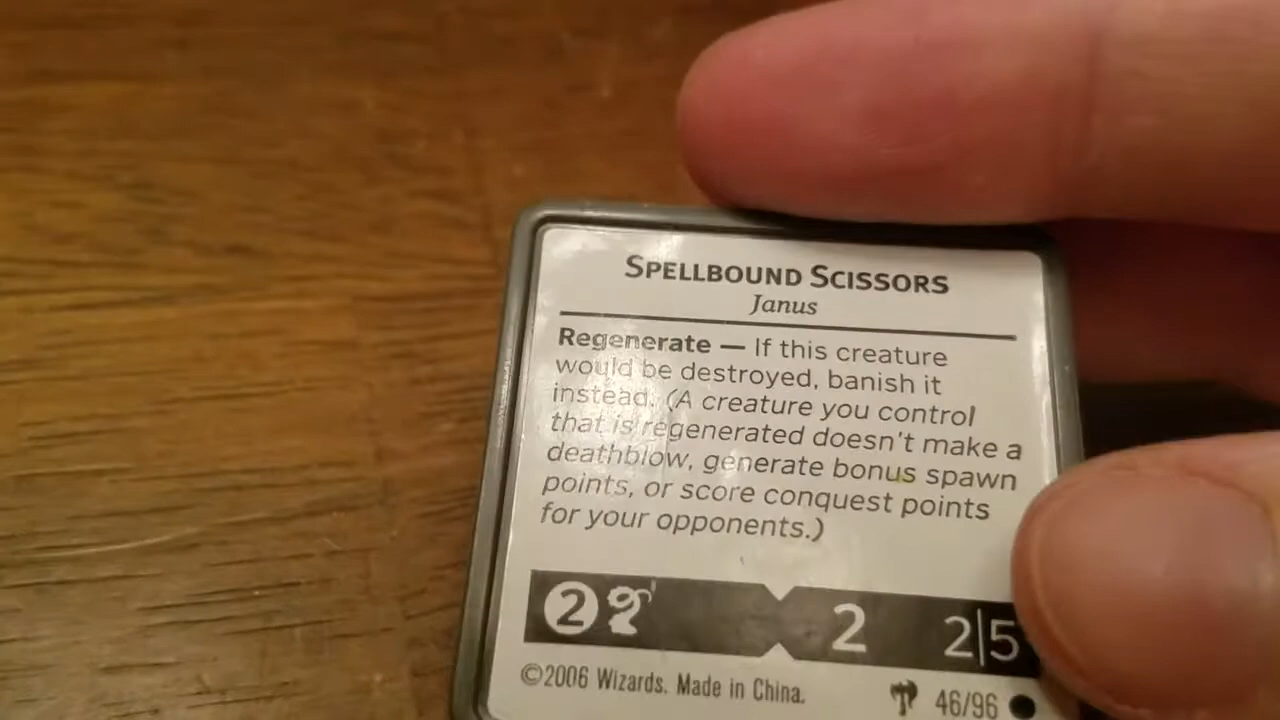 SPELLBOUND SCISSORS
Janus
Regenerate — If this creature
would be destroyed, banish it
instead. (A creature you control
that is regenerated doesn't make a
deathblow, generate bonus spawn
points, or score conquest points
for your opponents.)
2 2 2|5
©2006 Wizards. Made in China. 46/96